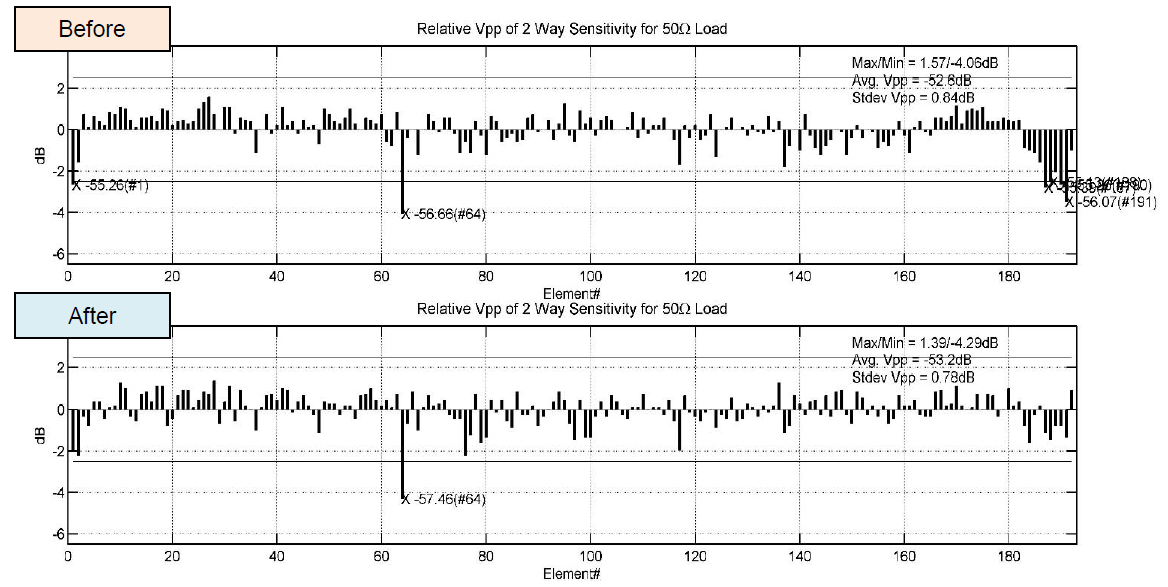 Before
Relative Vpp of 2 Way Sensitivity for 50Ω Load
Max/Min = 1.57/-4.06dB
Avg. Vpp = -52.6dB
Stdev Vpp = 0.84dB
2
0
-2
-4
-6
dB
X -55.26(#1)
X -56.66(#64)
X -56.07(#191)
0 20 40 60 80 100 120 140 160 180
Element#
After
Relative Vpp of 2 Way Sensitivity for 50Ω Load
Max/Min = 1.39/-4.29dB
Avg. Vpp = -53.2dB
Stdev Vpp = 0.78dB
2
0
-2
-4
-6
dB
X -57.46(#64)
0 20 40 60 80 100 120 140 160 180
Element#